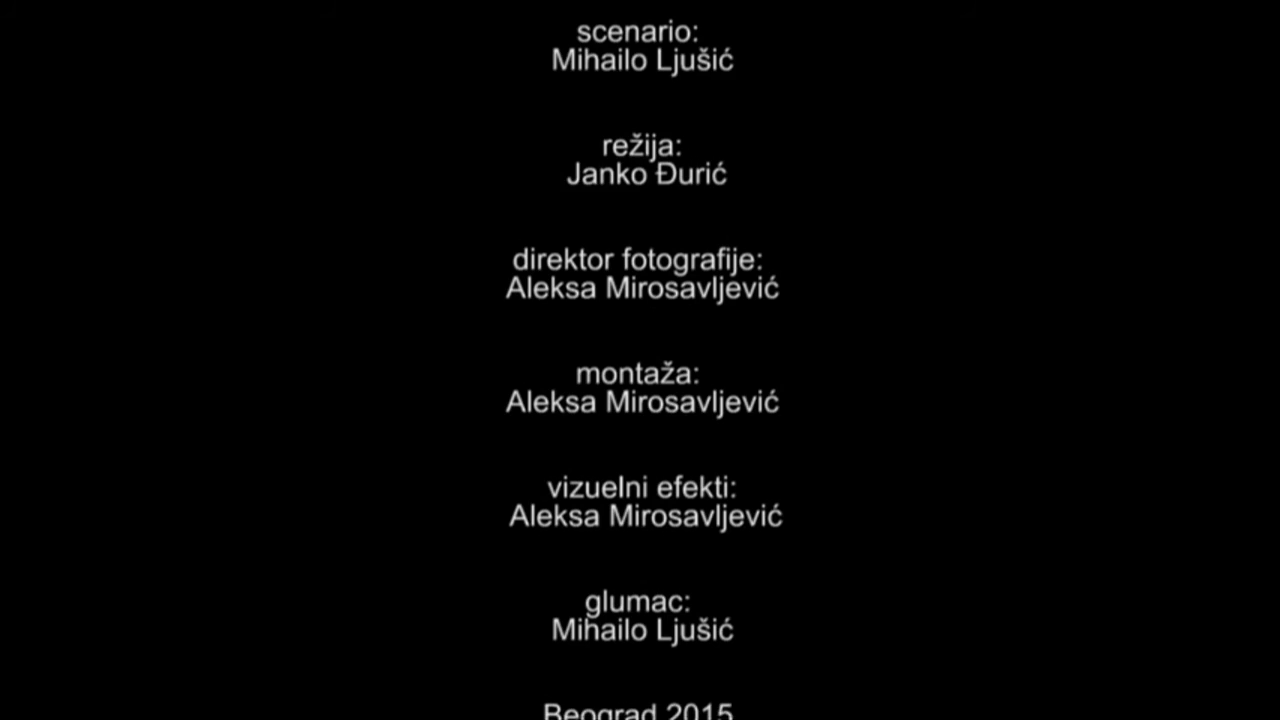 scenario:
Mihailo Ljušić
režija:
Janko Đurić
direktor fotografije:
Aleksa Mirosavljević
montaža:
Aleksa Mirosavljević
vizuelni efekti:
Aleksa Mirosavljević
glumac:
Mihailo Ljušić
Beograd 2015